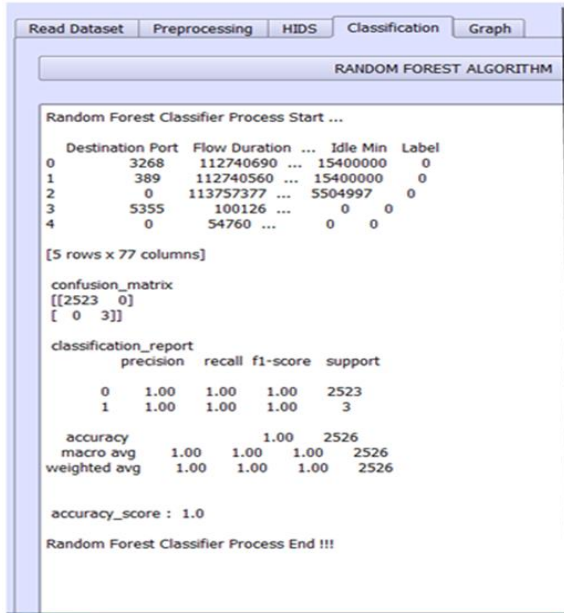 Read Dataset Preprocessing HIDS Classification Graph
RANDOM FOREST ALGORITHM
Random Forest Classifier Process Start ...
Destination Port Flow Duration ... Idle Min Label
0 3268 112740690 ... 15400000 0
1 389 112740560 ... 15400000 0
2 0 113757377 ... 5504997 0
3 5355 100126 ... 0 0
4 0 54760 ... 0 0
[5 rows x 77 columns]
confusion_matrix
[[2523 0]
[ 0 3]]
classification_report
precision recall f1-score support
0 1.00 1.00 1.00 2523
1 1.00 1.00 1.00 3
accuracy 1.00 2526
macro avg 1.00 1.00 1.00 2526
weighted avg 1.00 1.00 1.00 2526
accuracy_score : 1.0
Random Forest Classifier Process End !!!